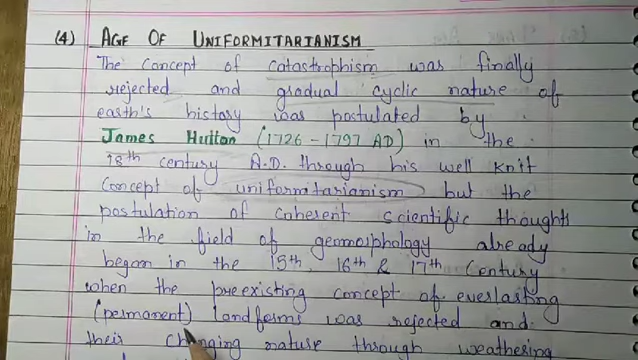 (4) AGE OF UNIFORMITARIANISM
The concept of catastrophism was finally
rejected and gradual cyclic nature of
earth's history was postulated by
James Hutton (1726 - 1797 AD) in the
18th century A.D. through his well knit
concept of uniformitarianism but the
postulation of coherent scientific thoughts
in the field of geomorphology already
began in the 15th, 16th & 17th Century
when the preexisting concept of everlasting
(permanent) landforms was rejected and
their changing nature through weathering